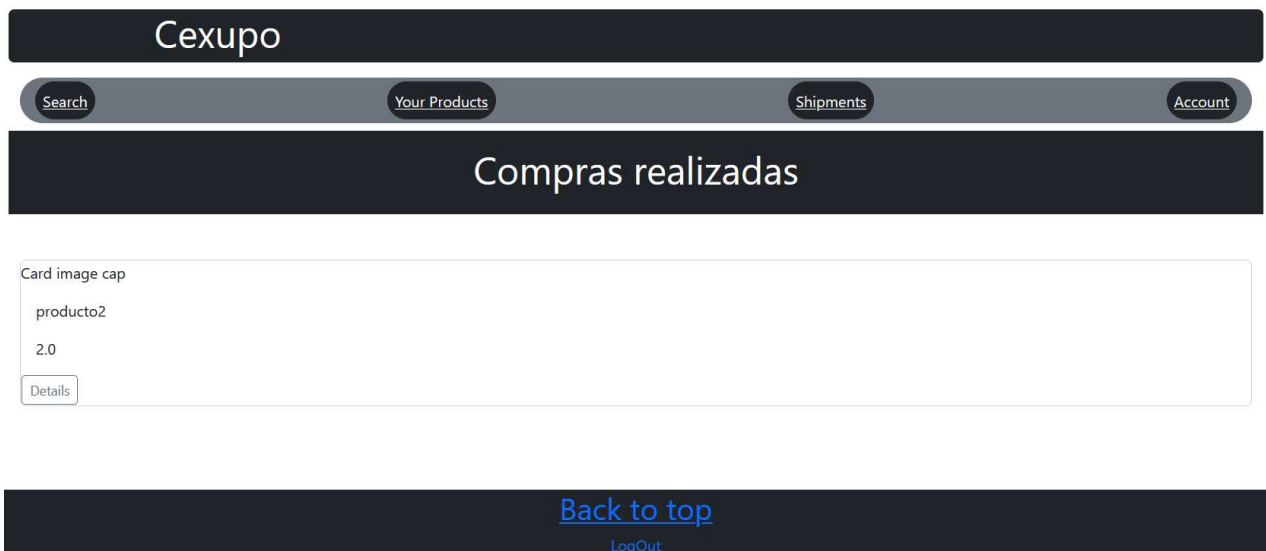 Cexupo
Search Your Products Shipments Account
Compras realizadas
Card image cap
producto2
2.0
Details
Back to top
LogOut